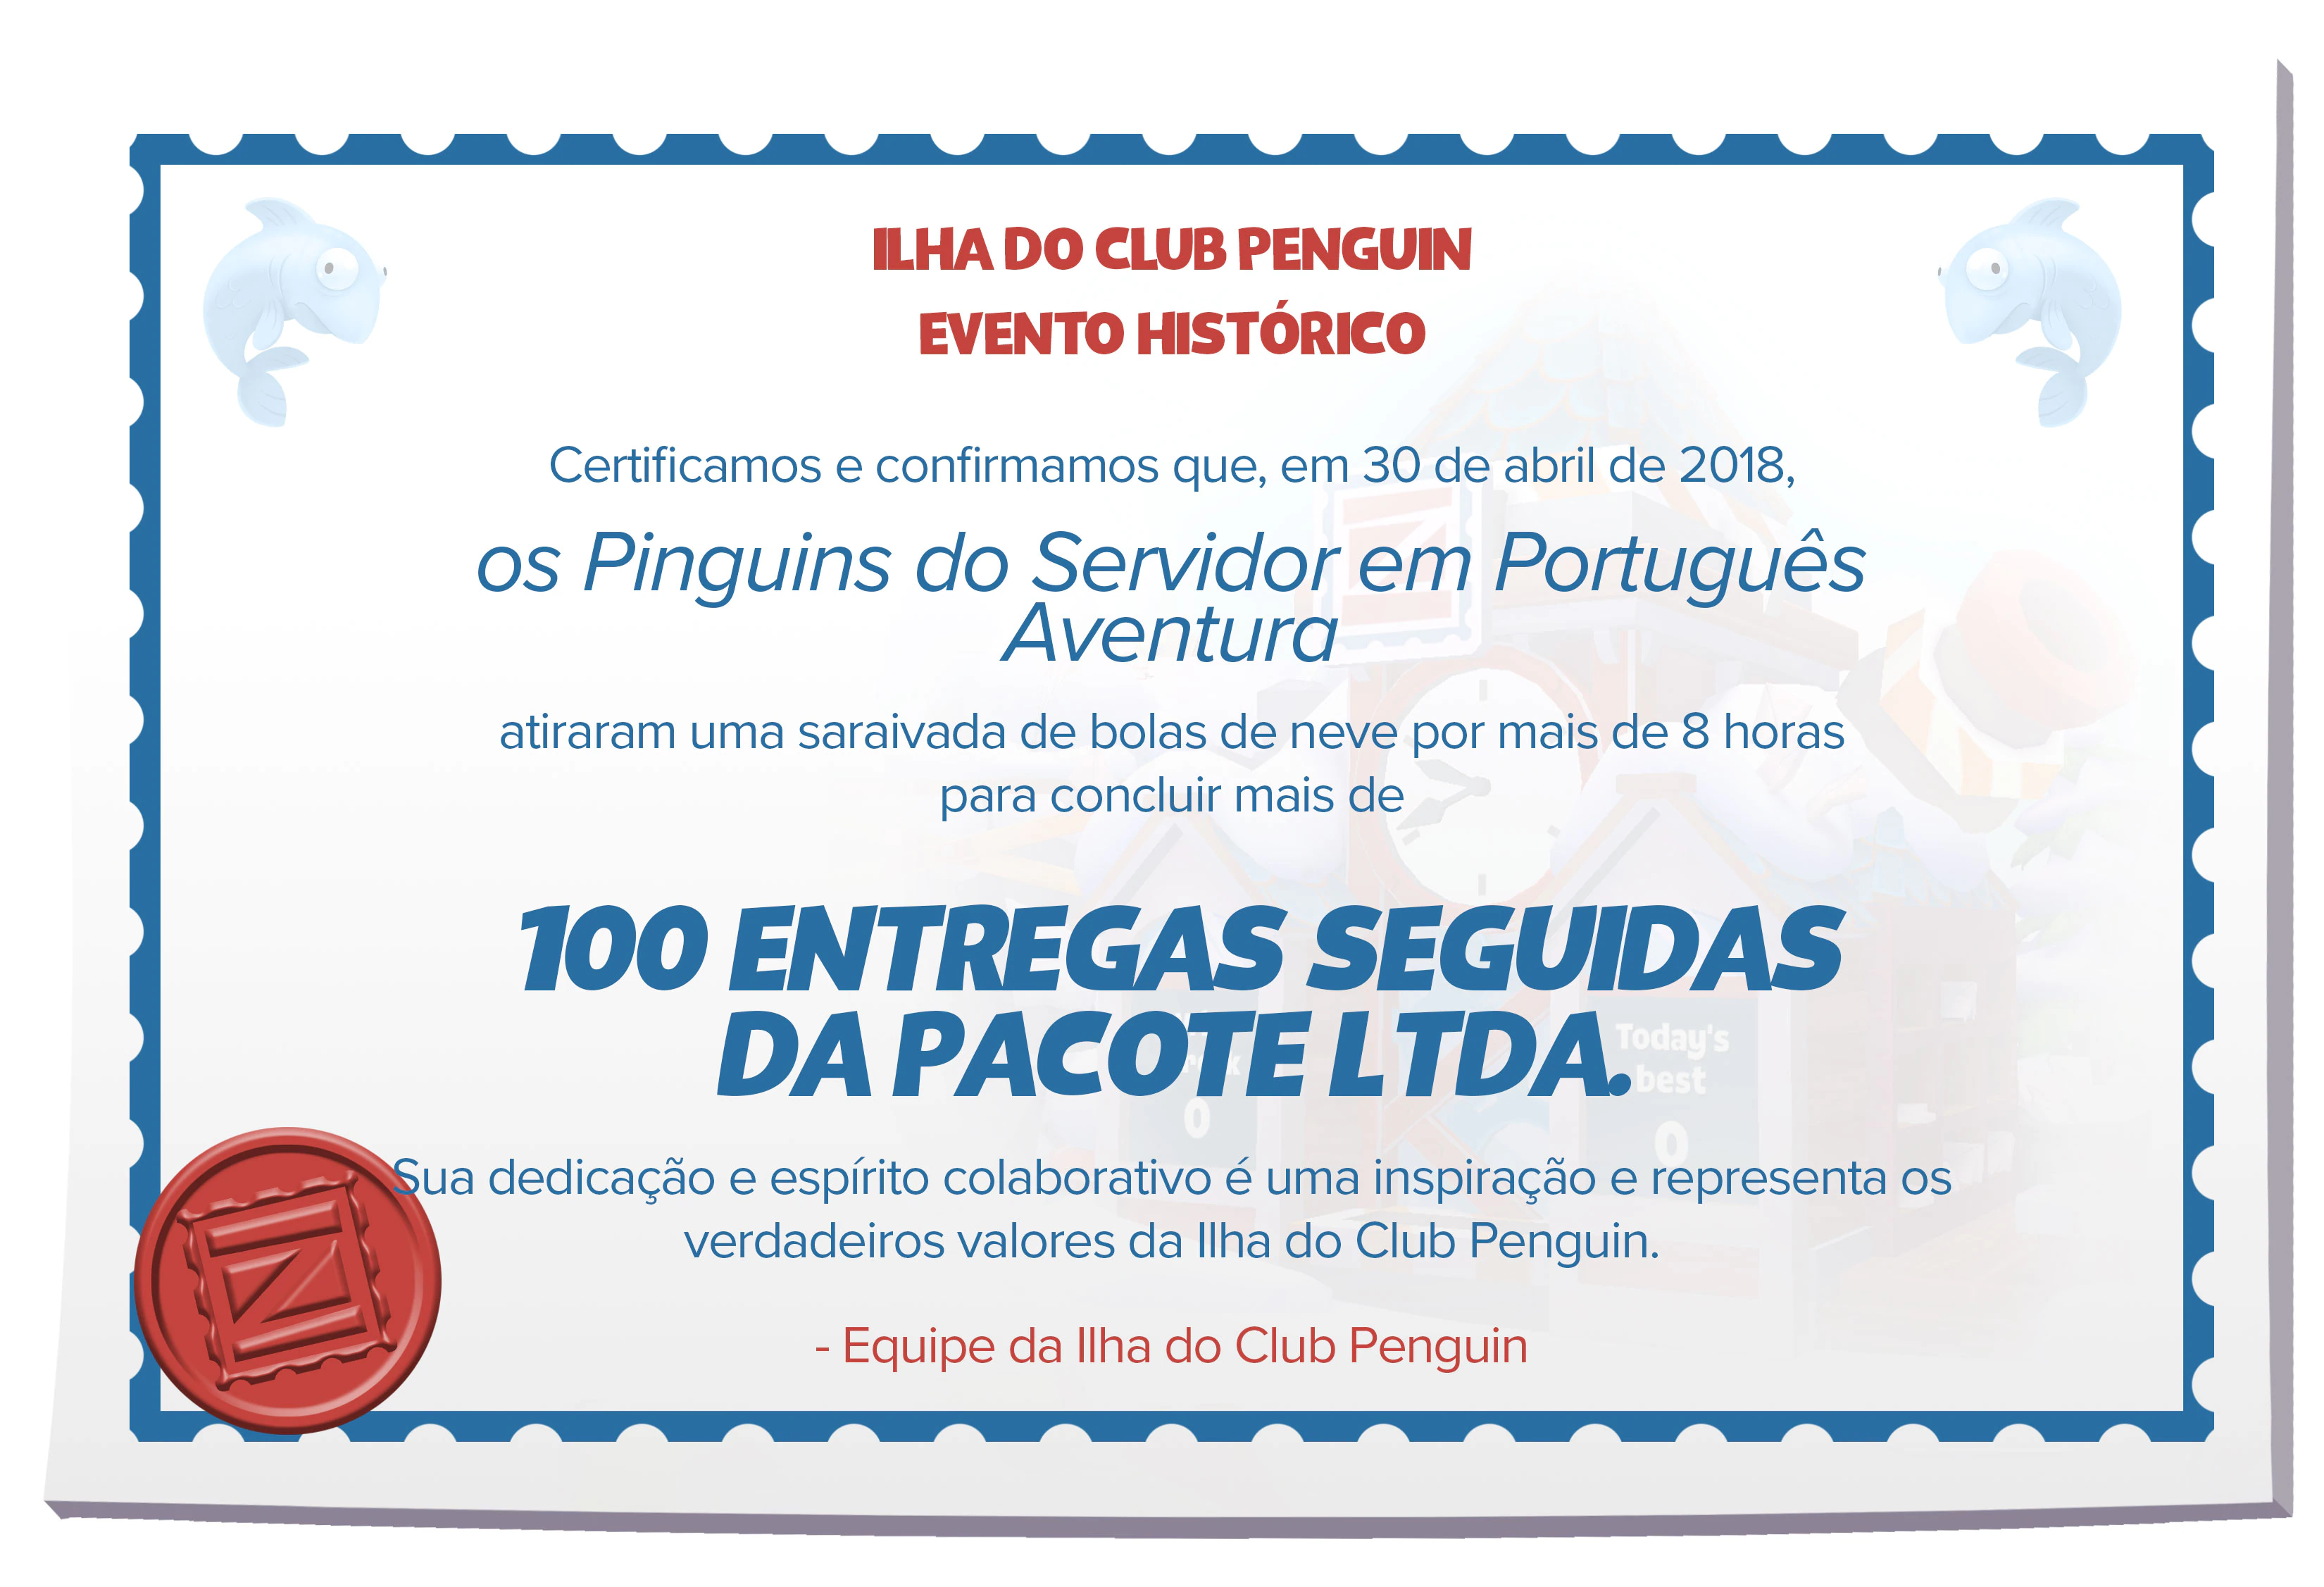 ILHA DO CLUB PENGUIN
EVENTO HISTÓRICO
Certificamos e confirmamos que, em 30 de abril de 2018,
os Pinguins do Servidor em Português
Aventura
atiraram uma saraivada de bolas de neve por mais de 8 horas
para concluir mais de
100 ENTREGAS SEGUIDAS
DA PACOTE LTDA.
Today's
best
0
0
Sua dedicação e espírito colaborativo é uma inspiração e representa os
verdadeiros valores da Ilha do Club Penguin.
- Equipe da Ilha do Club Penguin